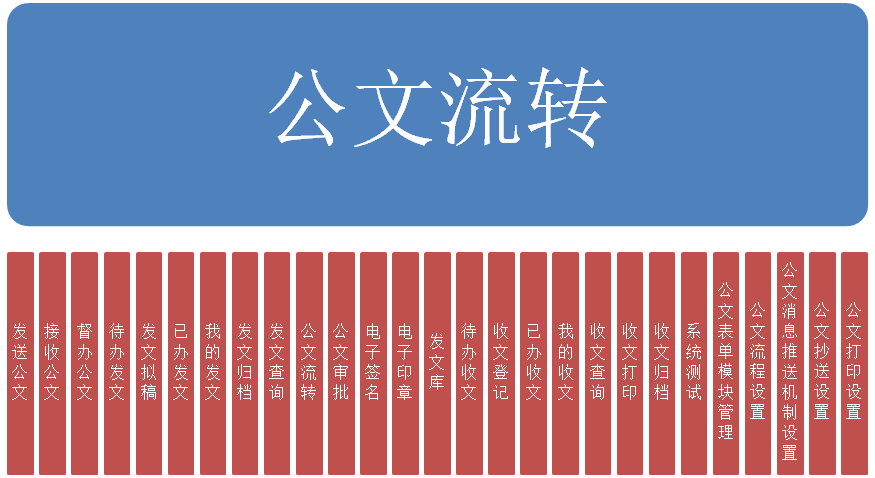 公文流转
发送公文
接收公文
督办公文
待办发文
发文拟稿
已办发文
我的发文
发文归档
发文查询
公文流转
公文审批
电子签名
电子印章
发文库
待办收文
收文登记
已办收文
我的收文
收文查询
收文打印
收文归档
系统测试
公文表单模块管理
公文流程设置
公文消息推送机制设置
公文抄送设置
公文打印设置